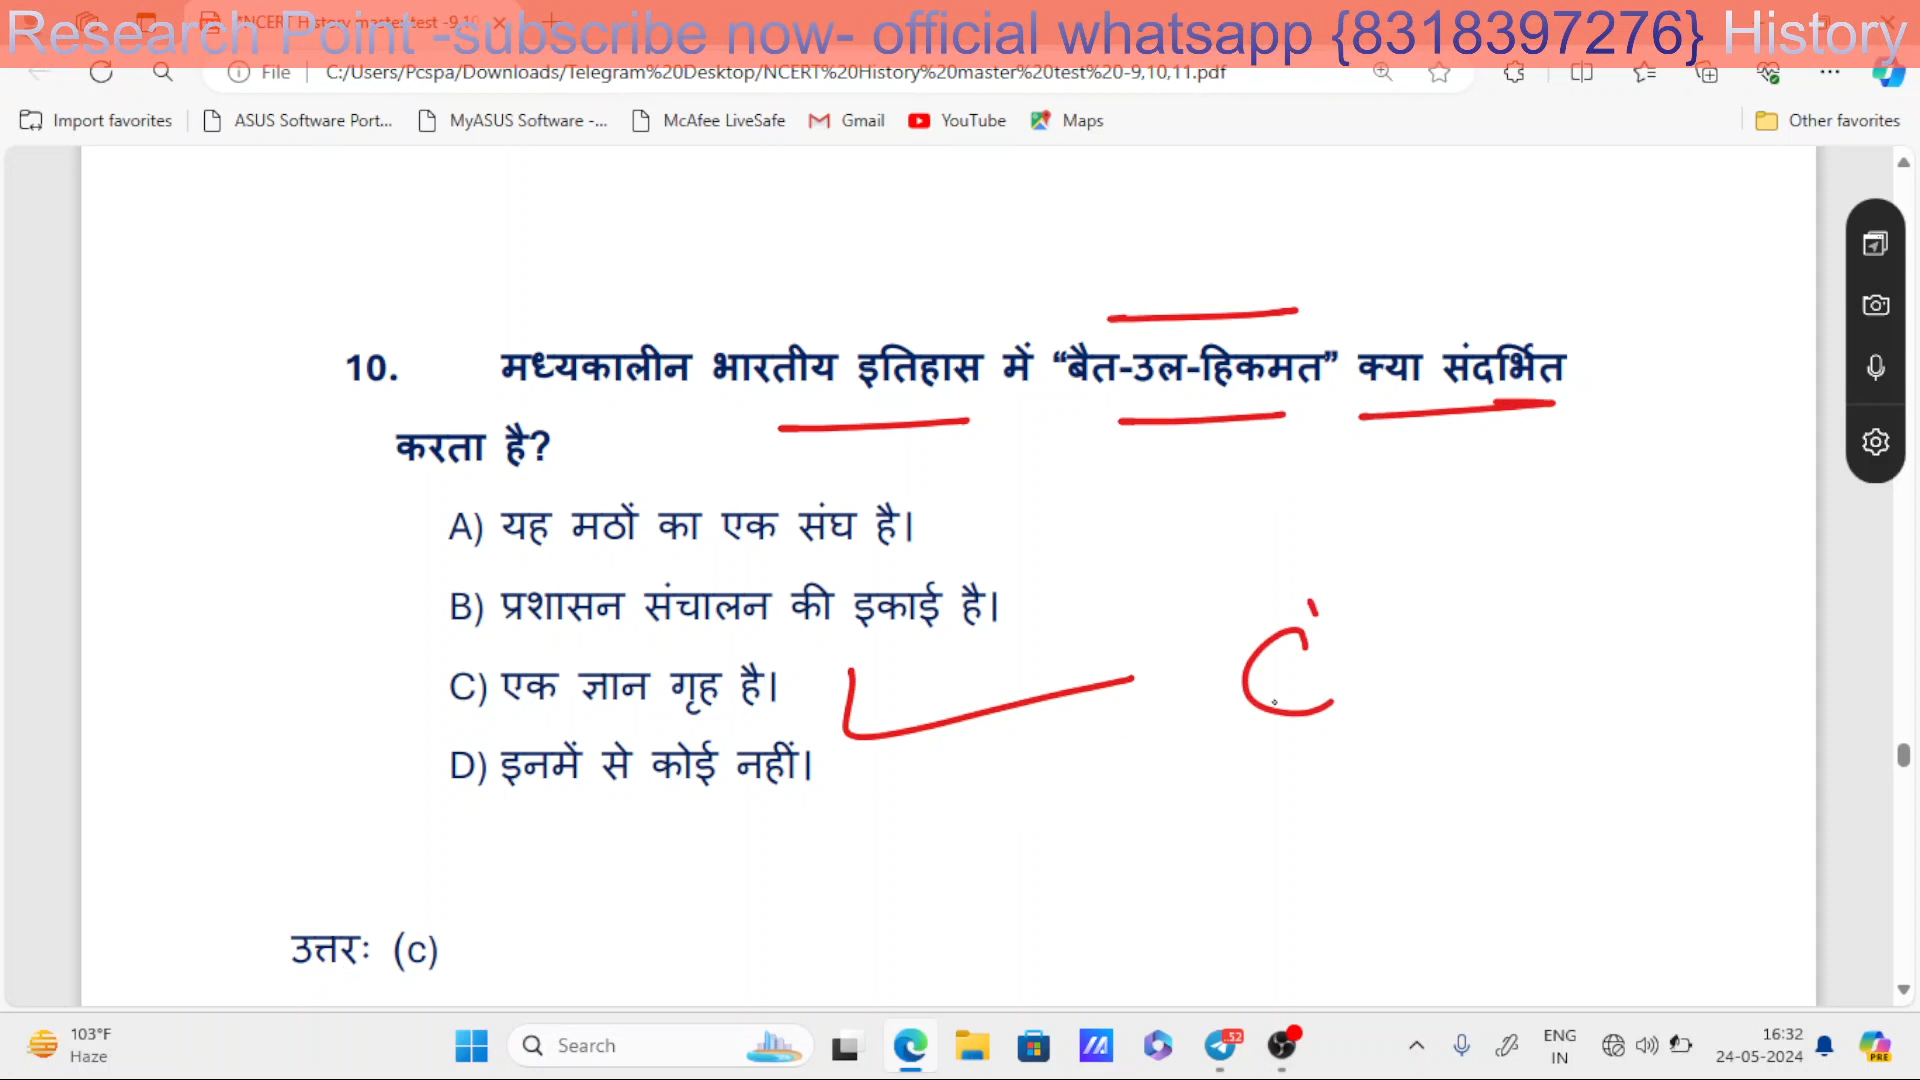 Research Point -subscribe now- official whatsapp {8318397276} History
File C:/Users/Pcspa/Downloads/Telegram%20Desktop/NCERT%20History%20master%20test%20-9,10,11.pdf
Import favorites ASUS Software Port... MyASUS Software -... McAfee LiveSafe Gmail YouTube Maps Other favorites
10. मध्यकालीन भारतीय इतिहास में “बैत-उल-हिकमत” क्या संदर्भित
करता है?
A) यह मठों का एक संघ है।
B) प्रशासन संचालन की इकाई है।
C) एक ज्ञान गृह है।
C
D) इनमें से कोई नहीं।
उत्तरः (c)
103°F
Haze
Search
.52
ENG
IN
16:32
24-05-2024
PRE